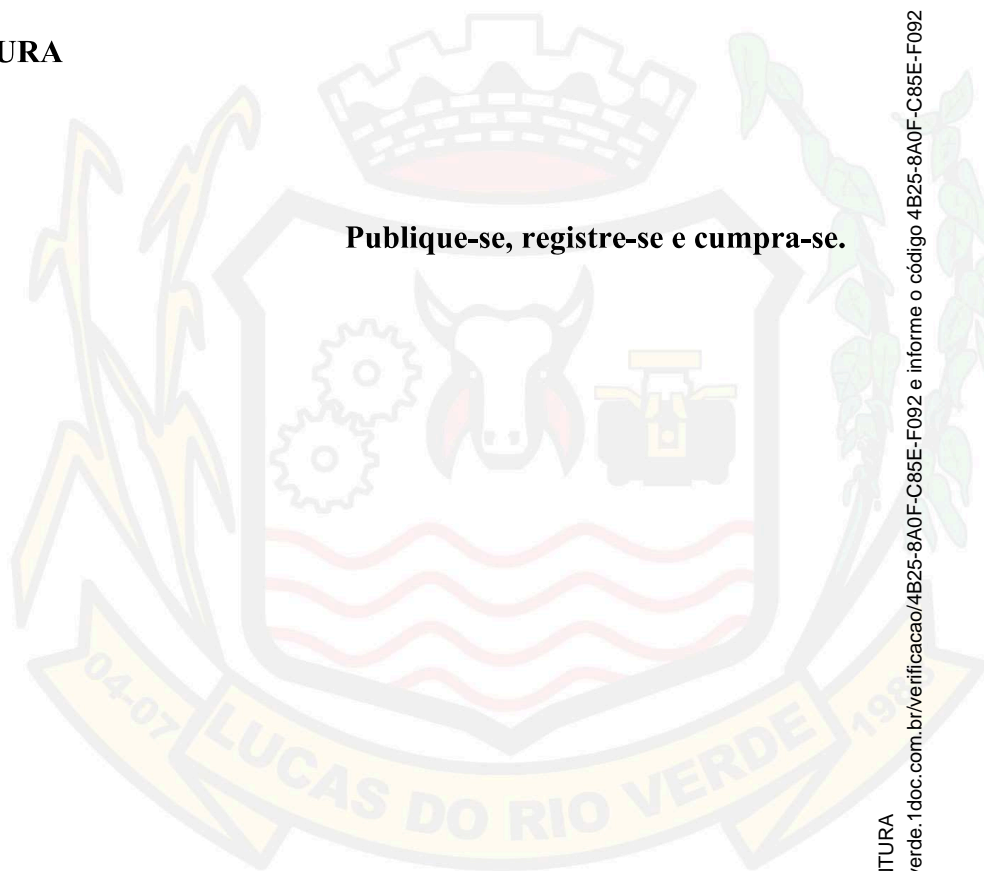 URA
Publique-se, registre-se e cumpra-se.
04-07
LUCAS DO RIO VERDE
ITURA
erde.1doc.com.br/verificacao/4B25-8A0F-C85E-F092 e informe o código 4B25-8A0F-C85E-F092